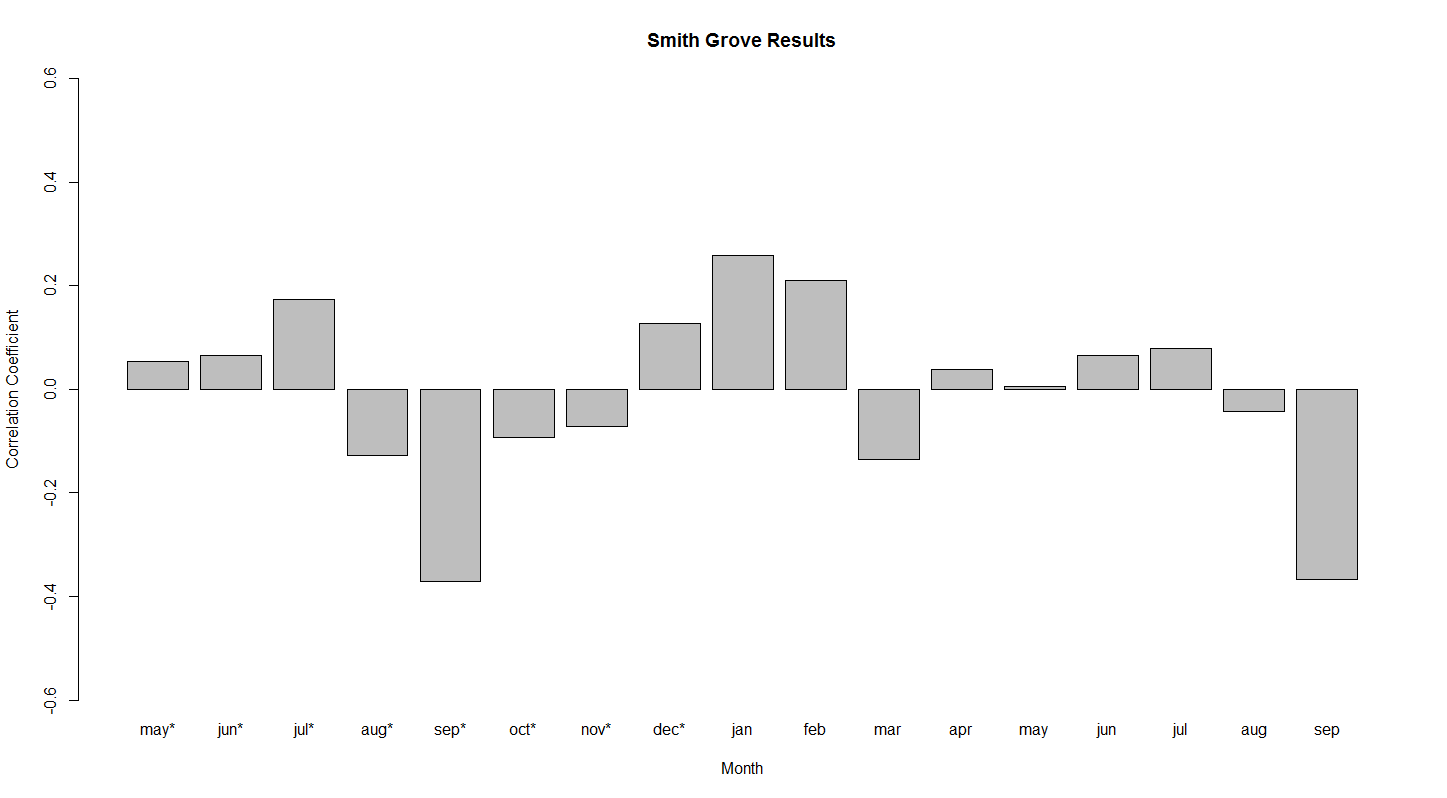 Smith Grove Results
0.6
0.4
0.2
0.0
-0.2
-0.4
-0.6
Correlation Coefficient
may* jun* jul* aug* sep* oct* nov* dec* jan feb mar apr may jun jul aug sep
Month